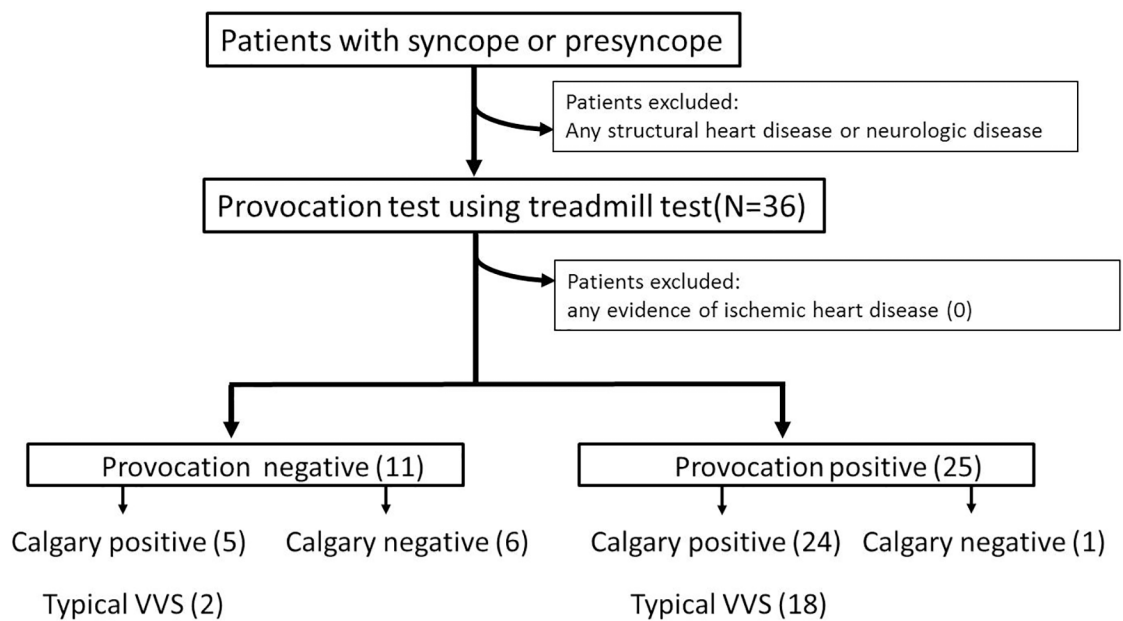 Patients with syncope or presyncope
Patients excluded:
Any structural heart disease or neurologic disease
Provocation test using treadmill test(N=36)
Patients excluded:
any evidence of ischemic heart disease (0)
Provocation negative (11)
Provocation positive (25)
Calgary positive (5)
Calgary negative (6)
Calgary positive (24)
Calgary negative (1)
Typical VVS (2)
Typical VVS (18)